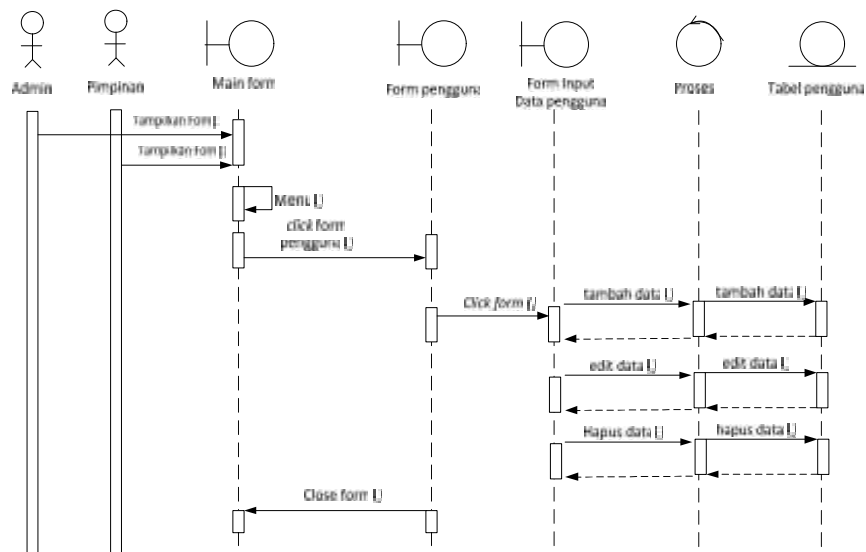 Admin
Pimpinan
Main form
Form pengguna
Form Input
Data pengguna
Proses
Tabel pengguna
Tampilkan Form()
Tampilkan Form()
Menu ()
click form
pengguna ()
Click form ()
tambah data ()
tambah data ()
edit data ()
edit data ()
Hapus data ()
hapus data ()
Close form ()